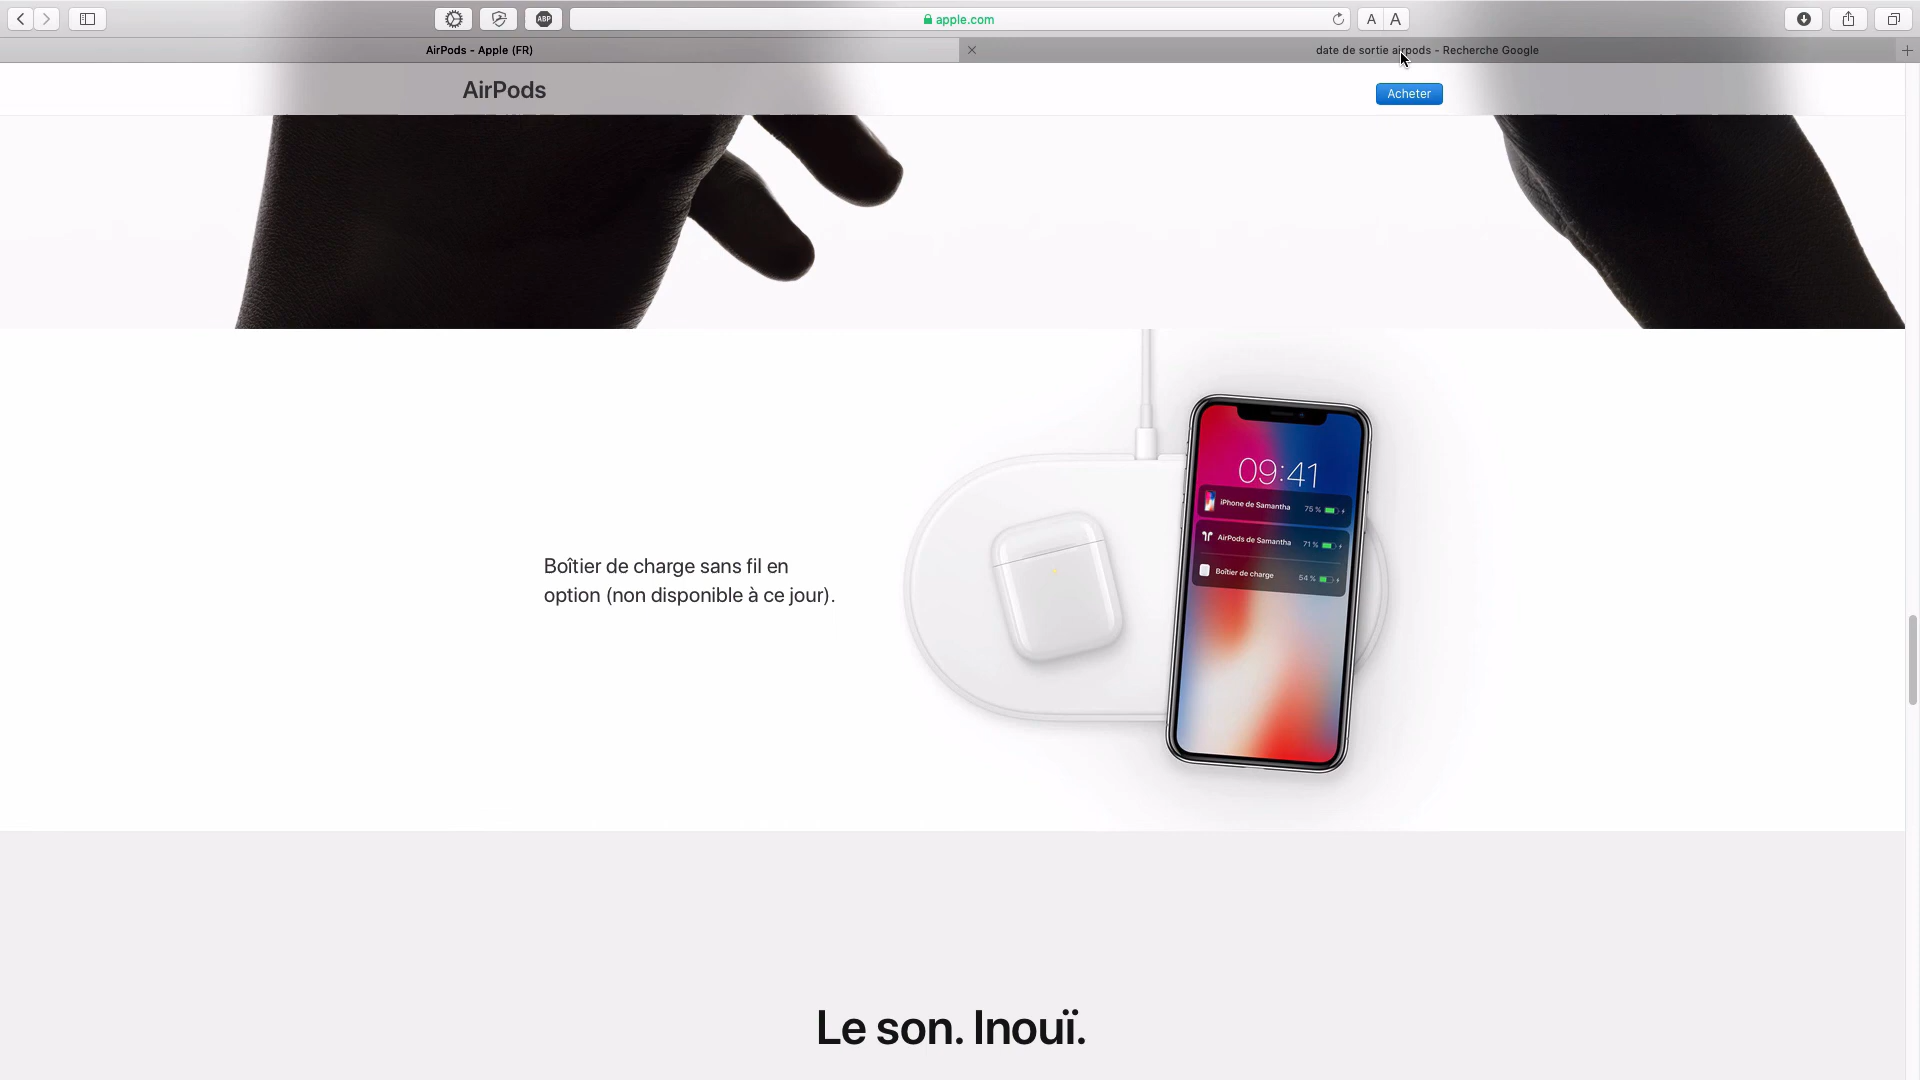 ABP
apple.com
A A
AirPods - Apple (FR)
date de sortie airpods - Recherche Google
AirPods
Acheter
09:41
iPhone de Samantha 75 %
AirPods de Samantha 71 %
Boîtier de charge 54 %
Boîtier de charge sans fil en
option (non disponible à ce jour).
Le son. Inouï.